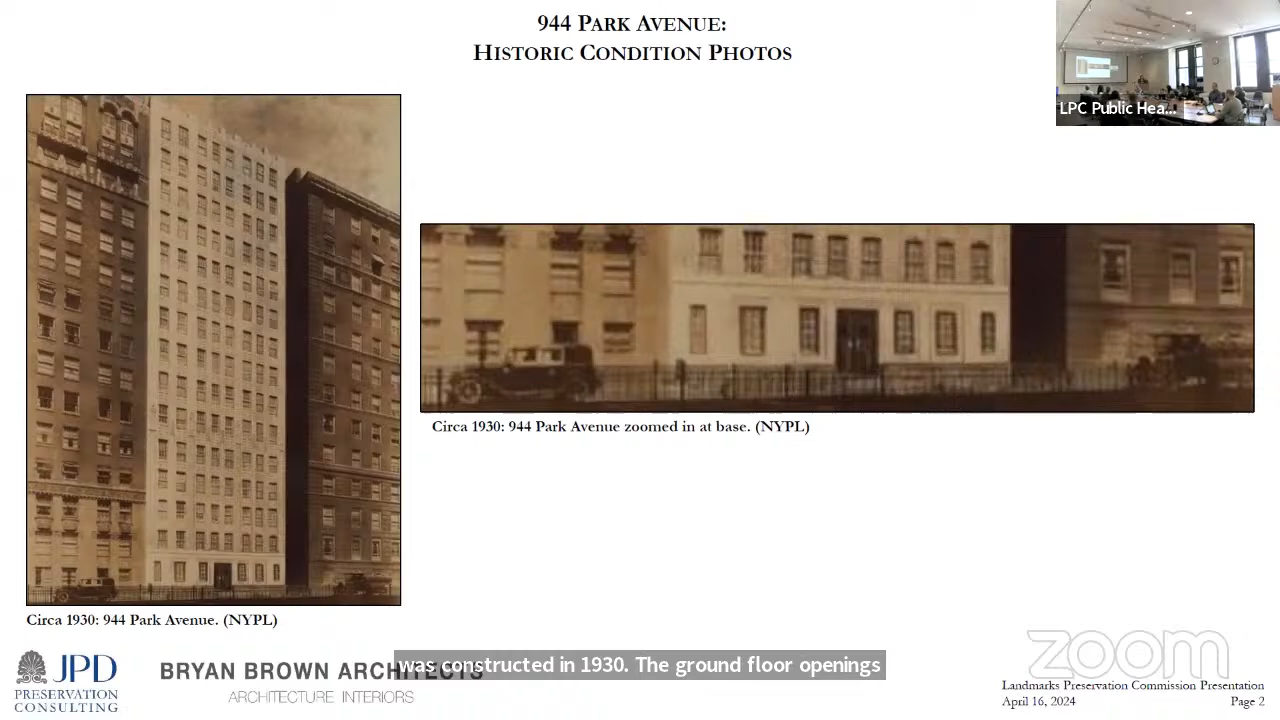 944 PARK AVENUE:
HISTORIC CONDITION PHOTOS
LPC Public Hea...
Circa 1930: 944 Park Avenue zoomed in at base. (NYPL)
Circa 1930: 944 Park Avenue. (NYPL)
JPD
PRESERVATION
CONSULTING
BRYAN BROWN ARCHITECTS
ARCHITECTURE INTERIORS
was constructed in 1930. The ground floor openings
zoom
Landmarks Preservation Commission Presentation
April 16, 2024 Page 2